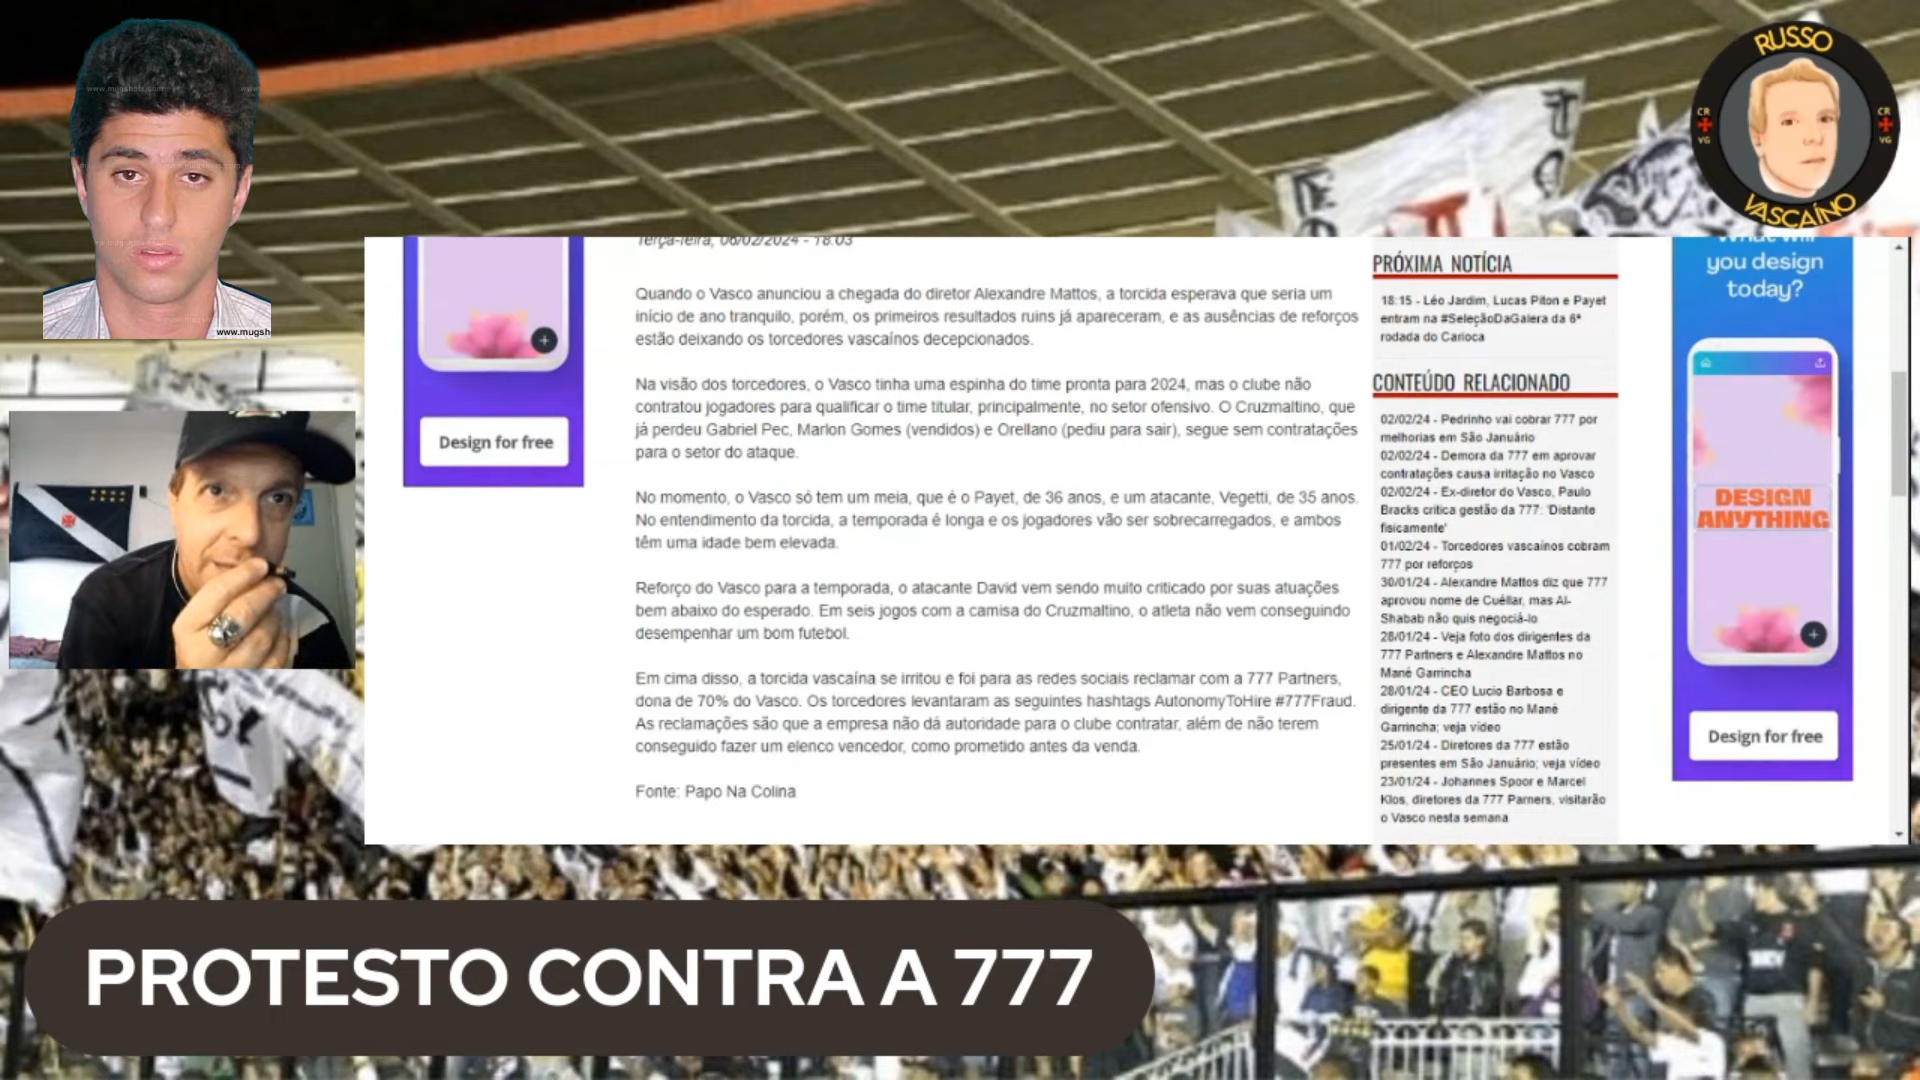 www.mugshots.com
RUSSO
VASCAÍNO
CR
VG
CR
VG
www.mugsh
Terça-feira, 06/02/2024 - 18:03
Quando o Vasco anunciou a chegada do diretor Alexandre Mattos, a torcida esperava que seria um
início de ano tranquilo, porém, os primeiros resultados ruins já apareceram, e as ausências de reforços
estão deixando os torcedores vascaínos decepcionados.
Na visão dos torcedores, o Vasco tinha uma espinha do time pronta para 2024, mas o clube não
contratou jogadores para qualificar o time titular, principalmente, no setor ofensivo. O Cruzmaltino, que
já perdeu Gabriel Pec, Marlon Gomes (vendidos) e Orellano (pediu para sair), segue sem contratações
para o setor do ataque.
No momento, o Vasco só tem um meia, que é o Payet, de 36 anos, e um atacante, Vegetti, de 35 anos.
No entendimento da torcida, a temporada é longa e os jogadores vão ser sobrecarregados, e ambos
têm uma idade bem elevada.
Reforço do Vasco para a temporada, o atacante David vem sendo muito criticado por suas atuações
bem abaixo do esperado. Em seis jogos com a camisa do Cruzmaltino, o atleta não vem conseguindo
desempenhar um bom futebol.
Em cima disso, a torcida vascaína se irritou e foi para as redes sociais reclamar com a 777 Partners,
dona de 70% do Vasco. Os torcedores levantaram as seguintes hashtags AutonomyToHire #777Fraud.
As reclamações são que a empresa não dá autoridade para o clube contratar, além de não terem
conseguido fazer um elenco vencedor, como prometido antes da venda.
Fonte: Papo Na Colina
Design for free
PRÓXIMA NOTÍCIA
18:15 - Léo Jardim, Lucas Piton e Payet
entram na #SeleçãoDaGalera da 6ª
rodada do Carioca
CONTEÚDO RELACIONADO
02/02/24 - Pedrinho vai cobrar 777 por
melhorias em São Januário
02/02/24 - Demora da 777 em aprovar
contratações causa irritação no Vasco
02/02/24 - Ex-diretor do Vasco, Paulo
Bracks critica gestão da 777: 'Distante
fisicamente'
01/02/24 - Torcedores vascaínos cobram
777 por reforços
30/01/24 - Alexandre Mattos diz que 777
aprovou nome de Cuéllar, mas Al-
Shabab não quis negociá-lo
28/01/24 - Veja foto dos dirigentes da
777 Partners e Alexandre Mattos no
Mané Garrincha
28/01/24 - CEO Lucio Barbosa e
dirigente da 777 estão no Mané
Garrincha; veja vídeo
25/01/24 - Diretores da 777 estão
presentes em São Januário; veja vídeo
23/01/24 - Johannes Spoor e Marcel
Klos, diretores da 777 Parners, visitarão
o Vasco nesta semana
What will
you design
today?
DESIGN
ANYTHING
Design for free
PROTESTO CONTRA A 777